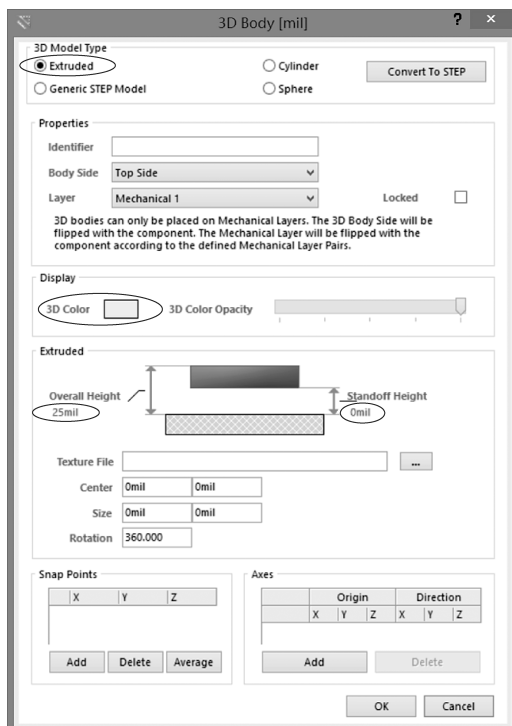 3D Body [mil]
? ×
3D Model Type
Extruded
Cylinder
Convert To STEP
Generic STEP Model
Sphere
Properties
Identifier
Body Side Top Side
Layer Mechanical 1 Locked
3D bodies can only be placed on Mechanical Layers. The 3D Body Side will be
flipped with the component. The Mechanical Layer will be flipped with the
component according to the defined Mechanical Layer Pairs.
Display
3D Color 3D Color Opacity
Extruded
Overall Height
25mil
Standoff Height
0mil
Texture File ...
Center 0mil 0mil
Size 0mil 0mil
Rotation 360.000
Snap Points
X Y Z
Add Delete Average
Axes
Origin Direction
X Y Z X Y Z
Add Delete
OK Cancel